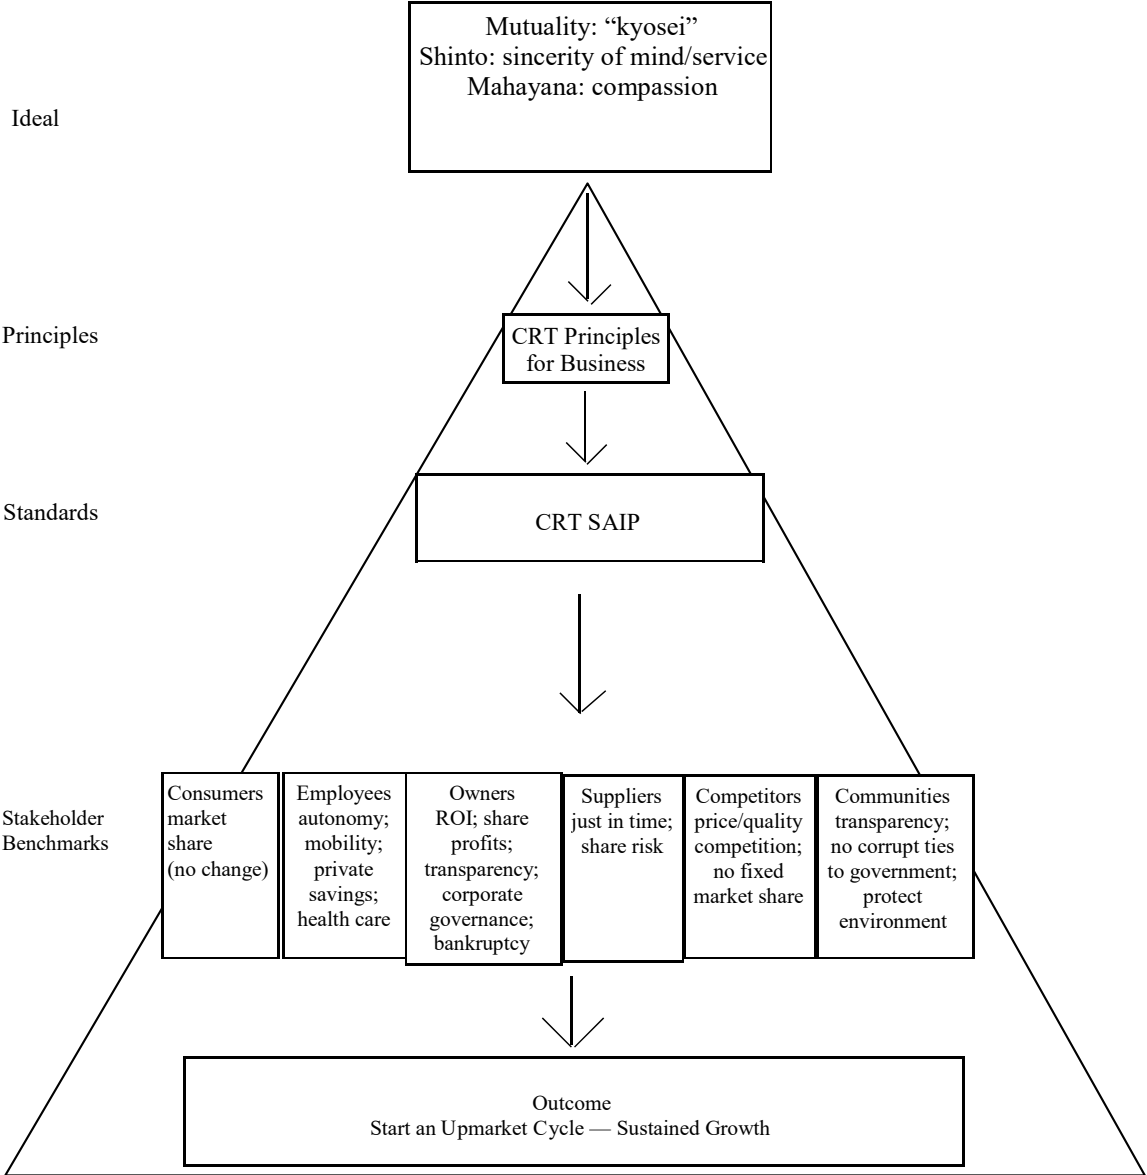 Mutuality: “kyosei”
Shinto: sincerity of mind/service
Mahayana: compassion
Ideal
Principles
CRT Principles
for Business
Standards
CRT SAIP
Stakeholder
Benchmarks
Consumers
market
share
(no change)
Employees
autonomy;
mobility;
private
savings;
health care
Owners
ROI; share
profits;
transparency;
corporate
governance;
bankruptcy
Suppliers
just in time;
share risk
Competitors
price/quality
competition;
no fixed
market share
Communities
transparency;
no corrupt ties
to government;
protect
environment
Outcome
Start an Upmarket Cycle — Sustained Growth